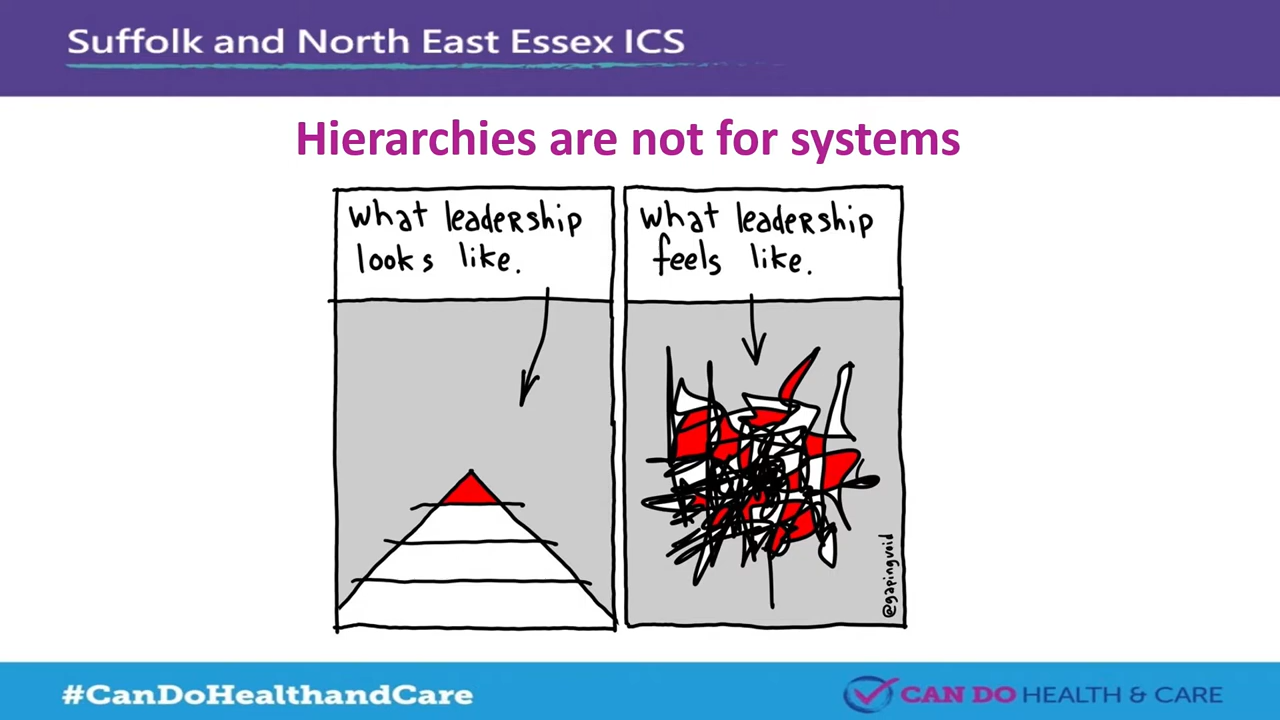 Suffolk and North East Essex ICS
Hierarchies are not for systems
what leadership
looks like.
what leadership
feels like.
@gapingvoid
#CanDoHealthandCare
CAN DO HEALTH & CARE